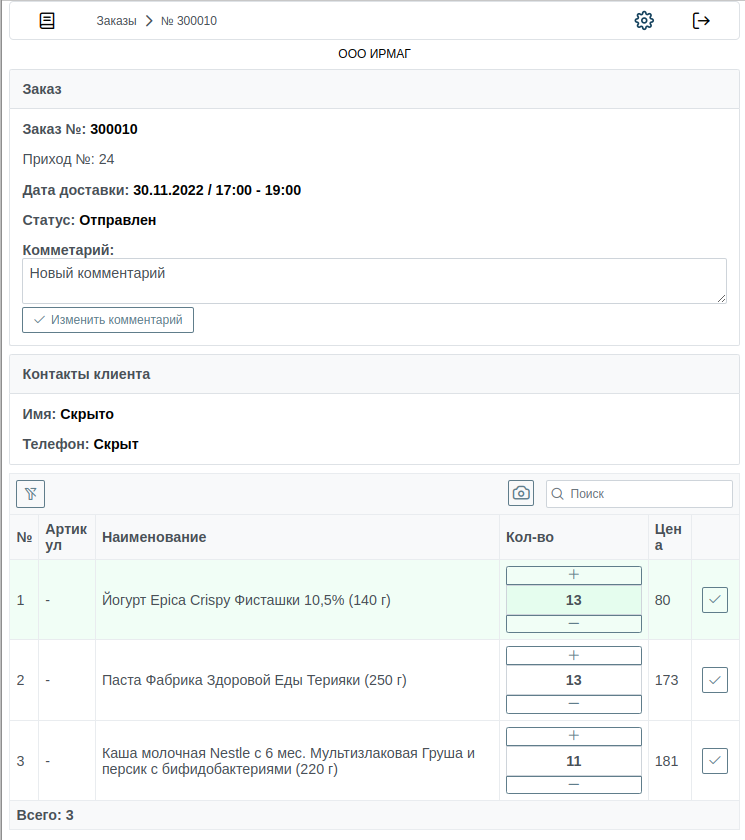 Заказы
№ 300010
ООО ИРМАГ
Заказ
Заказ №: 300010
Приход №: 24
Дата доставки: 30.11.2022 / 17:00 - 19:00
Статус: Отправлен
Комметарий:
Новый комментарий
Изменить комментарий
Контакты клиента
Имя: Скрыто
Телефон: Скрыт
Поиск
№ Артик Наименование Кол-во Цен
ул а
1 - Йогурт Epica Crispy Фисташки 10,5% (140 г) 13 80
2 - Паста Фабрика Здоровой Еды Терияки (250 г) 13 173
3 - Каша молочная Nestle с 6 мес. Мультизлаковая Груша и 11 181
персик с бифидобактериями (220 г)
Всего: 3